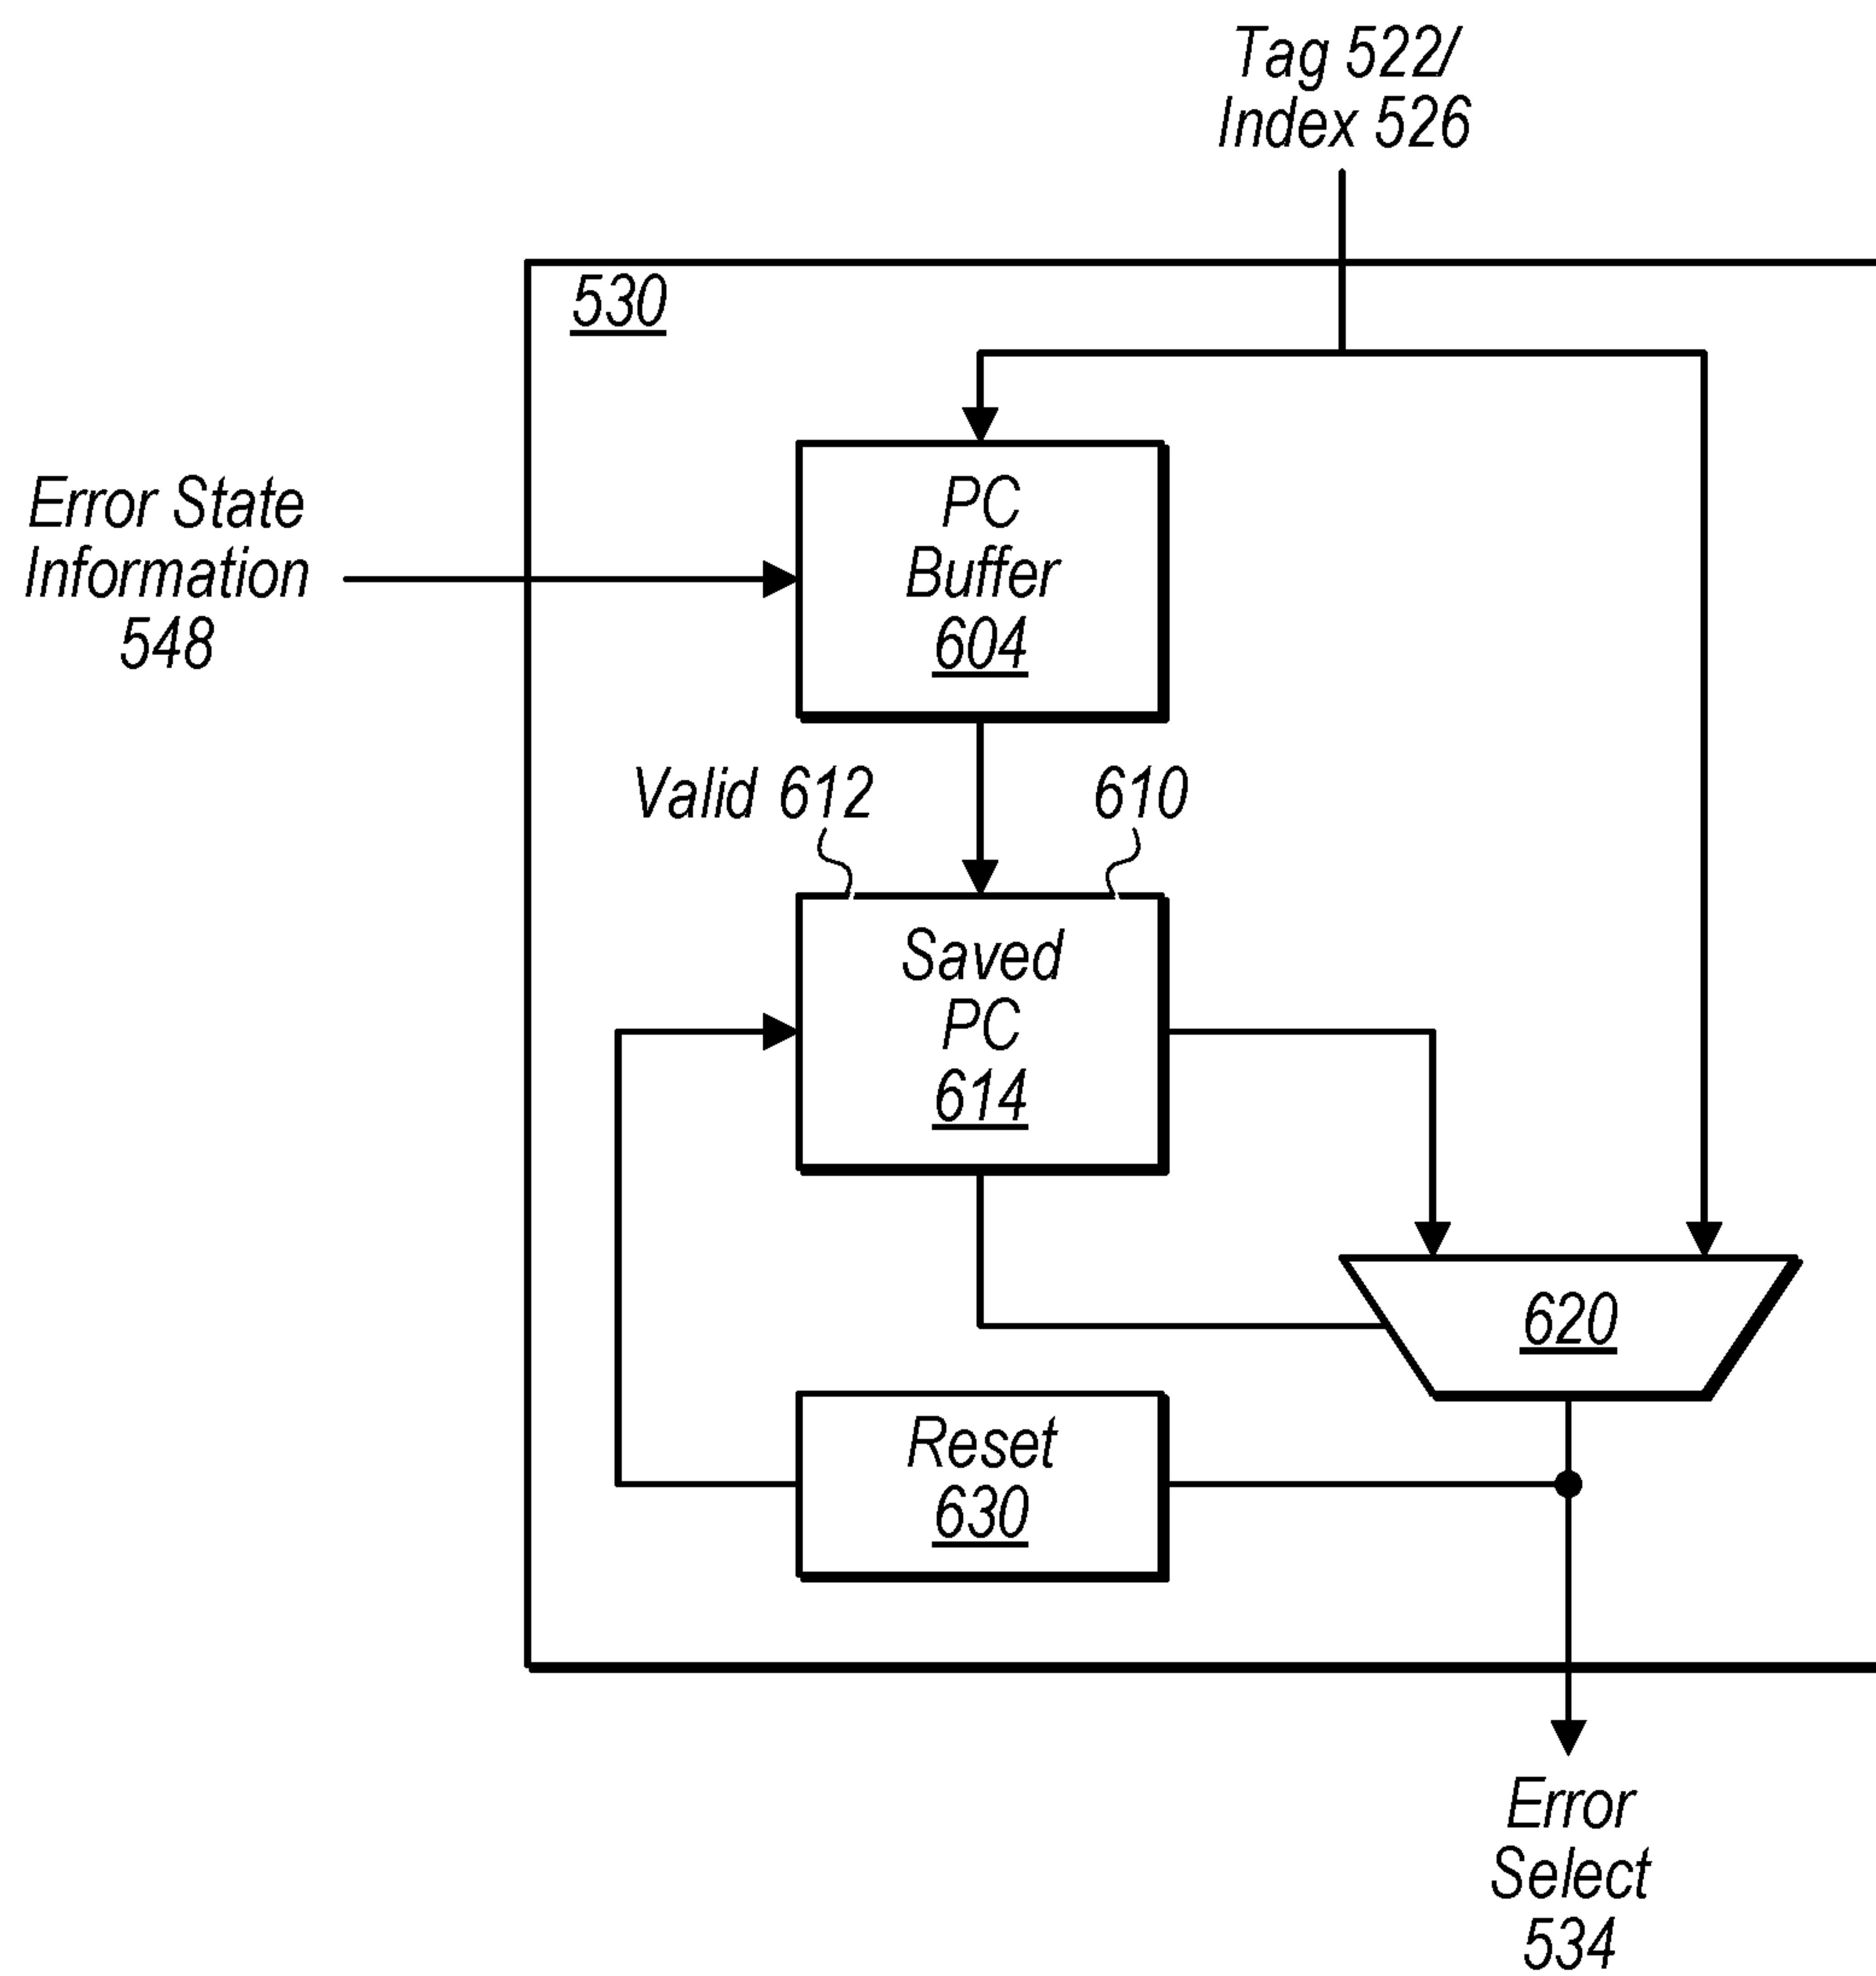 Tag 522/
Index 526
530
Error State
Information
548
PC
Buffer
604
Valid 612
610
Saved
PC
614
620
Reset
630
Error
Select
534